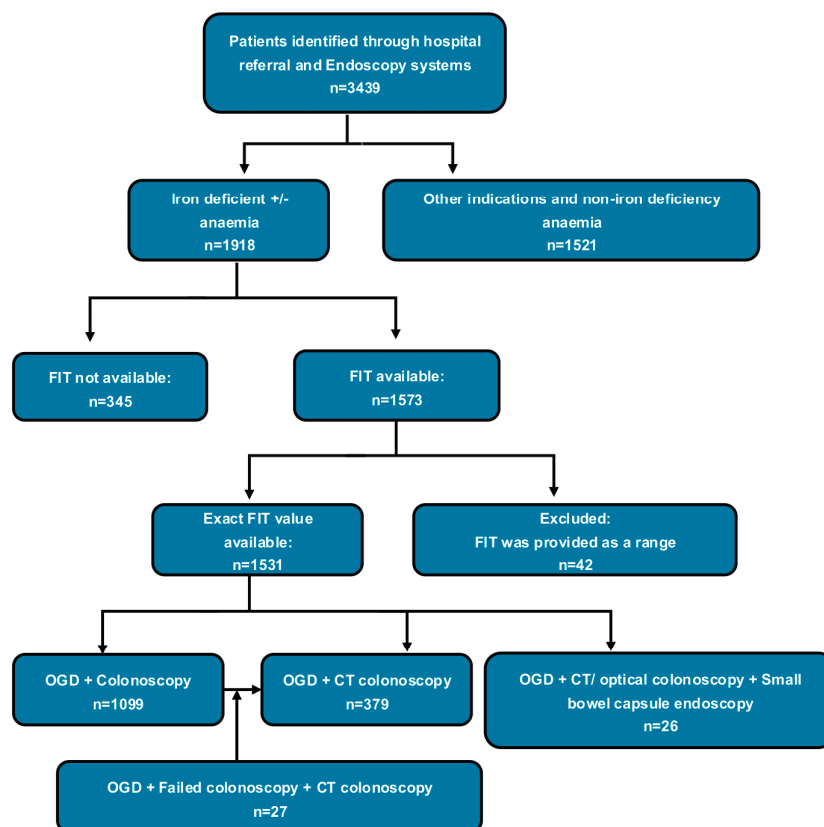 Patients identified through hospital
referral and Endoscopy systems
n=3439
Iron deficient +/-
anaemia
n=1918
Other indications and non-iron deficiency
anaemia
n=1521
FIT not available:
n=345
FIT available:
n=1573
Exact FIT value
available:
n=1531
Excluded:
FIT was provided as a range
n=42
OGD + Colonoscopy
n=1099
OGD + CT colonoscopy
n=379
OGD + CT/ optical colonoscopy + Small
bowel capsule endoscopy
n=26
OGD + Failed colonoscopy + CT colonoscopy
n=27